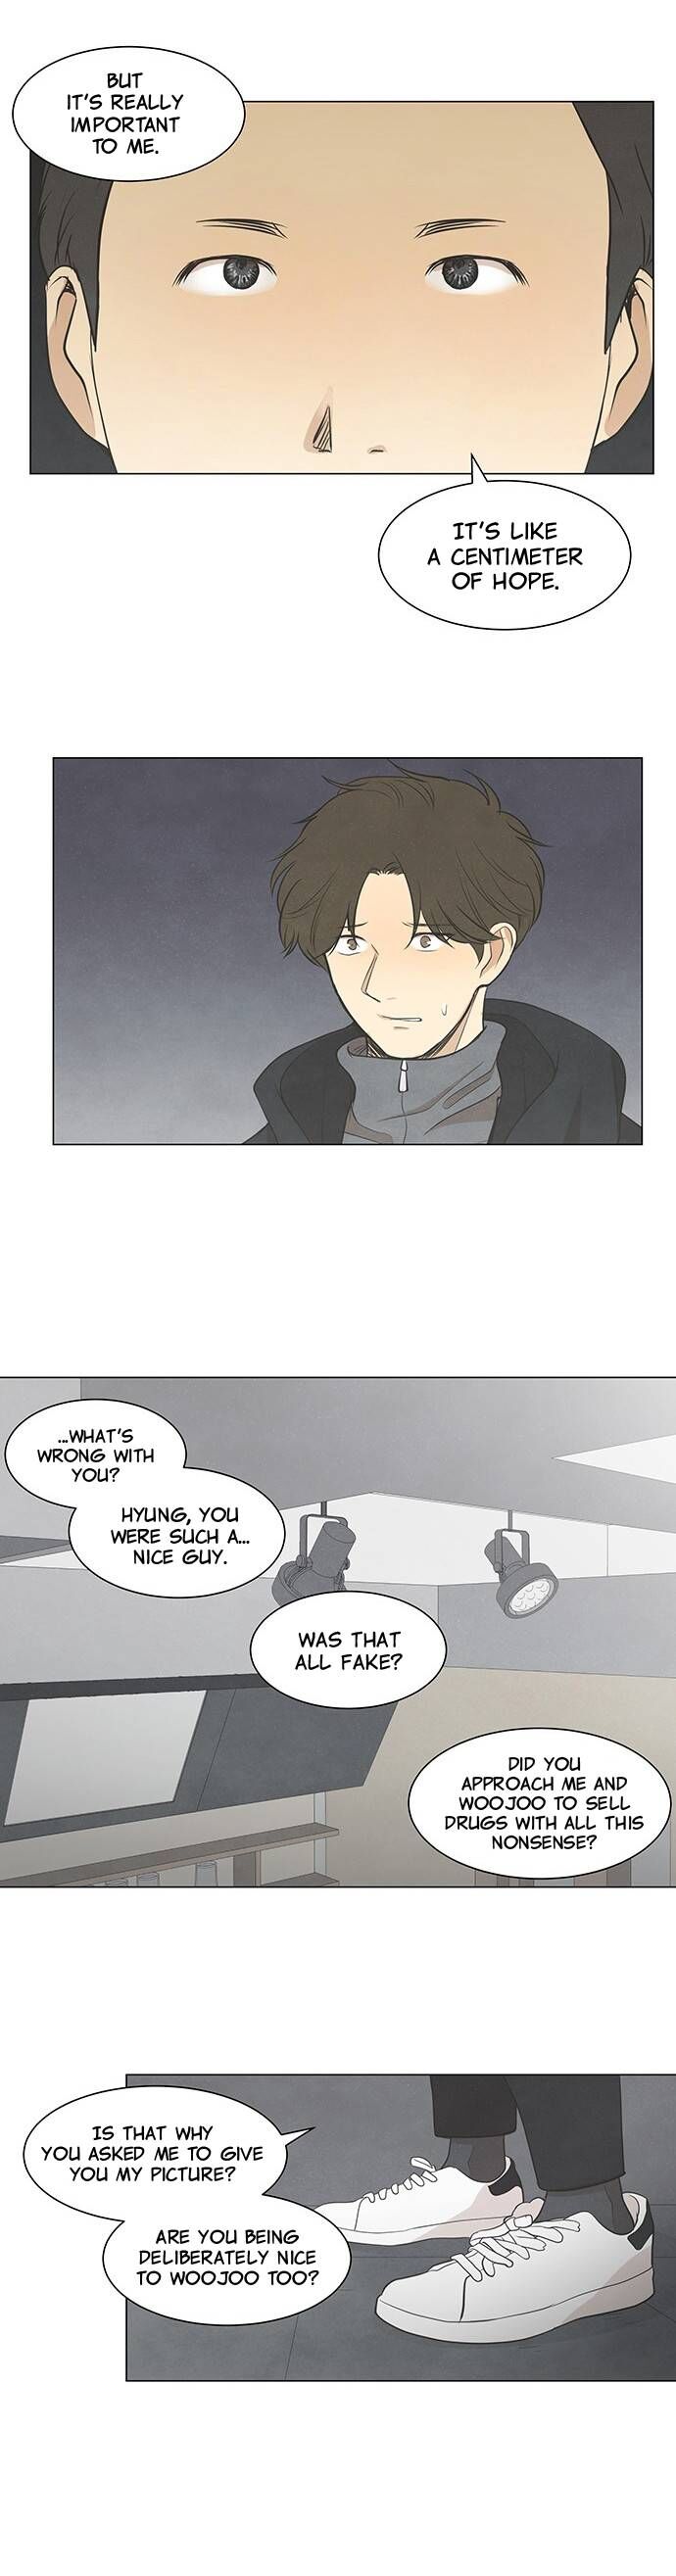 BUT
IT'S REALLY
IMPORTANT
TO ME.
IT'S LIKE
A CENTIMETER
OF HOPE.
...WHAT'S
WRONG WITH
YOU?
HYUNG, YOU
WERE SUCH A...
NICE GUY.
WAS THAT
ALL FAKE?
DID YOU
APPROACH ME AND
WOOJOO TO SELL
DRUGS WITH ALL THIS
NONSENSE?
IS THAT WHY
YOU ASKED ME TO GIVE
YOU MY PICTURE?
ARE YOU BEING
DELIBERATELY NICE
TO WOOJOO TOO?